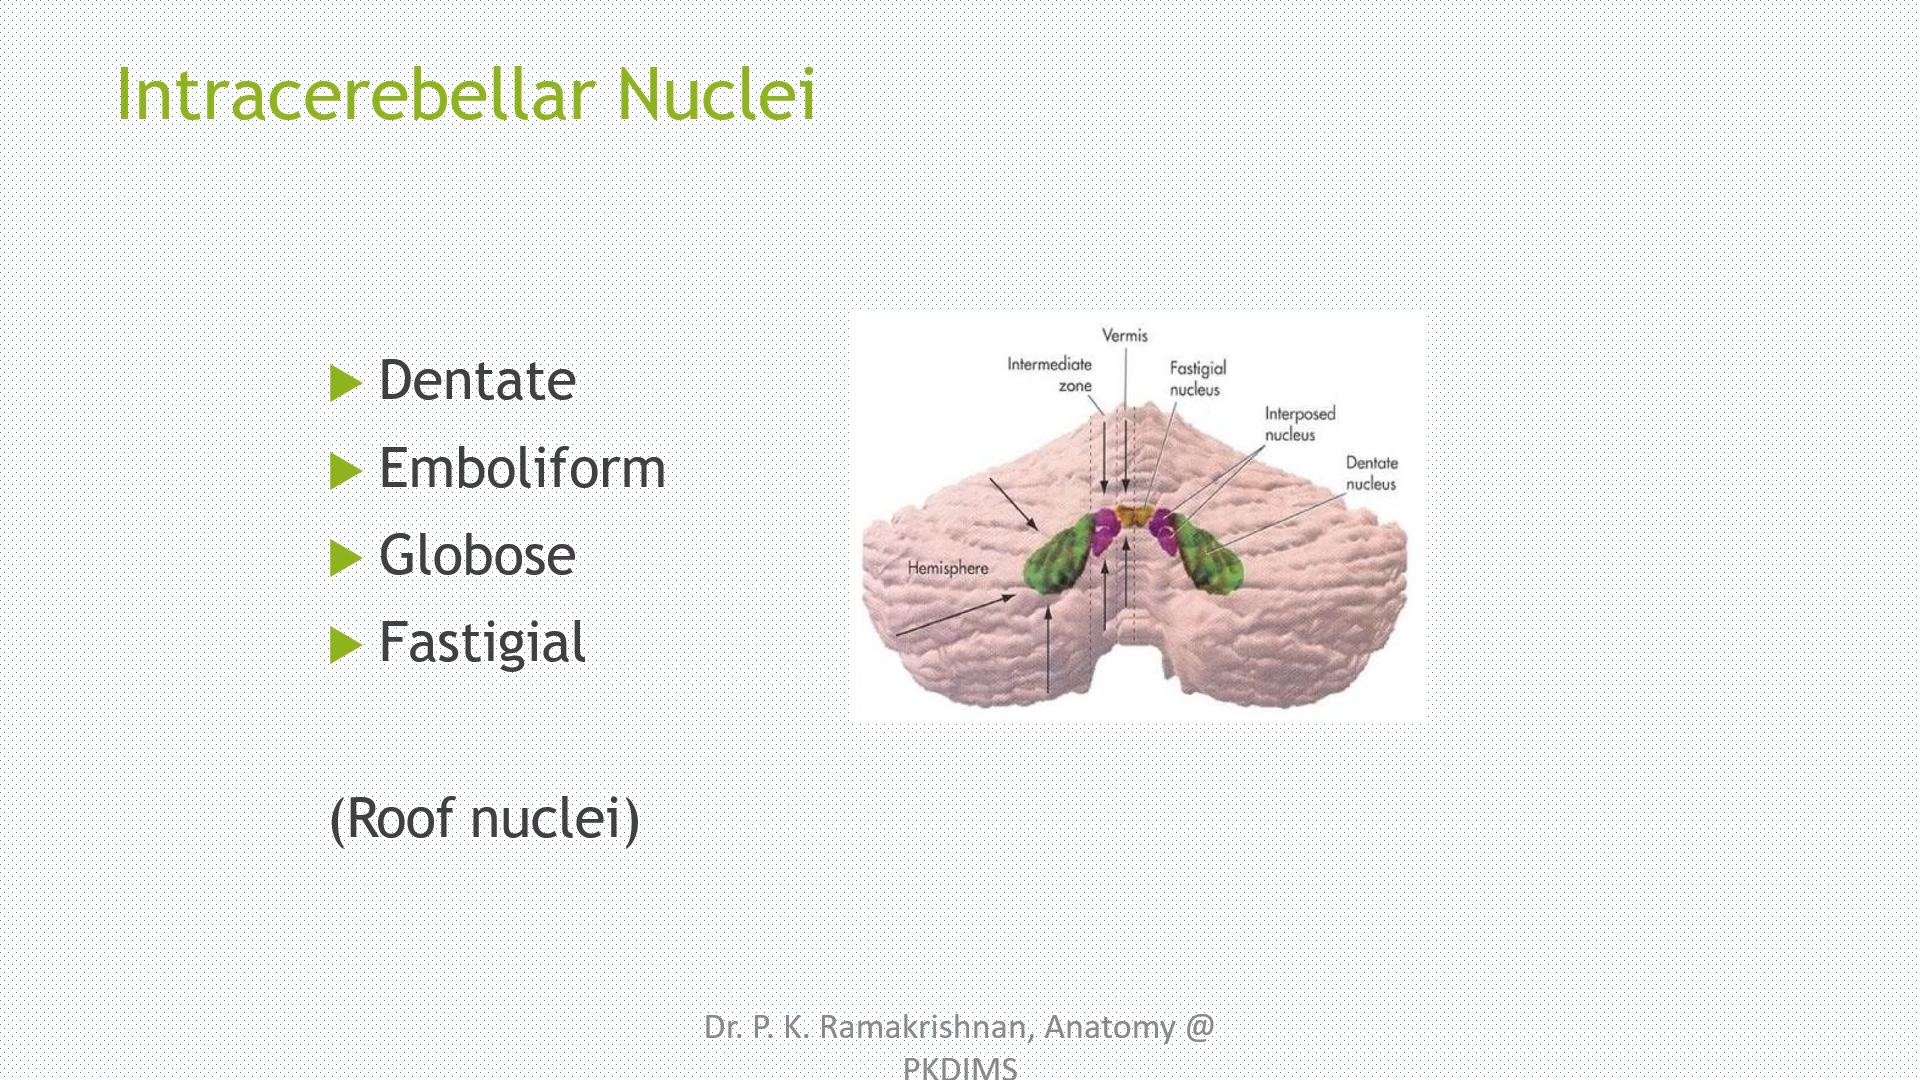 Intracerebellar Nuclei
Dentate
Emboliform
Globose
Fastigial
(Roof nuclei)
Vermis
Intermediate
zone
Fastigial
nucleus
Interposed
nucleus
Dentate
nucleus
Hemisphere
Dr. P. K. Ramakrishnan, Anatomy @
PKDIMS